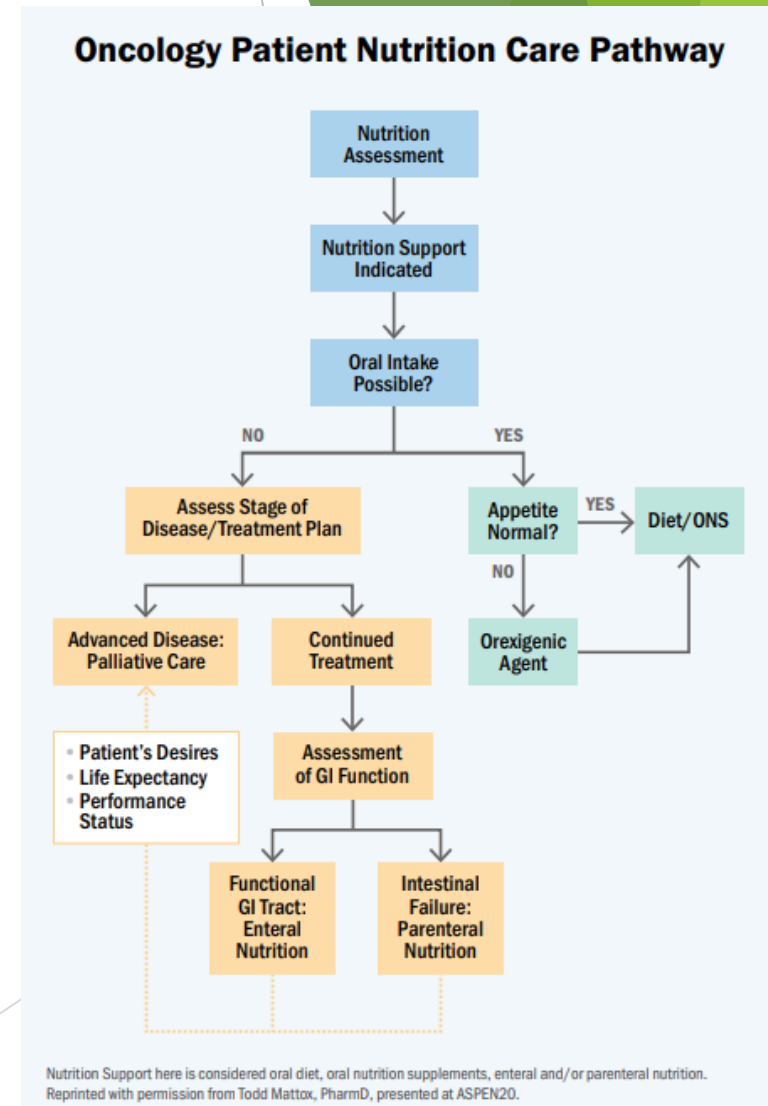 Oncology Patient Nutrition Care Pathway
Nutrition
Assessment
Nutrition Support
Indicated
Oral Intake
Possible?
NO
YES
Assess Stage of
Disease/Treatment Plan
Appetite
Normal?
YES
Diet/ONS
NO
Advanced Disease:
Palliative Care
Continued
Treatment
Orexigenic
Agent
• Patient's Desires
• Life Expectancy
• Performance
Status
Assessment
of GI Function
Functional
GI Tract:
Enteral
Nutrition
Intestinal
Failure:
Parenteral
Nutrition
Nutrition Support here is considered oral diet, oral nutrition supplements, enteral and/or parenteral nutrition.
Reprinted with permission from Todd Mattox, PharmD, presented at ASPEN20.